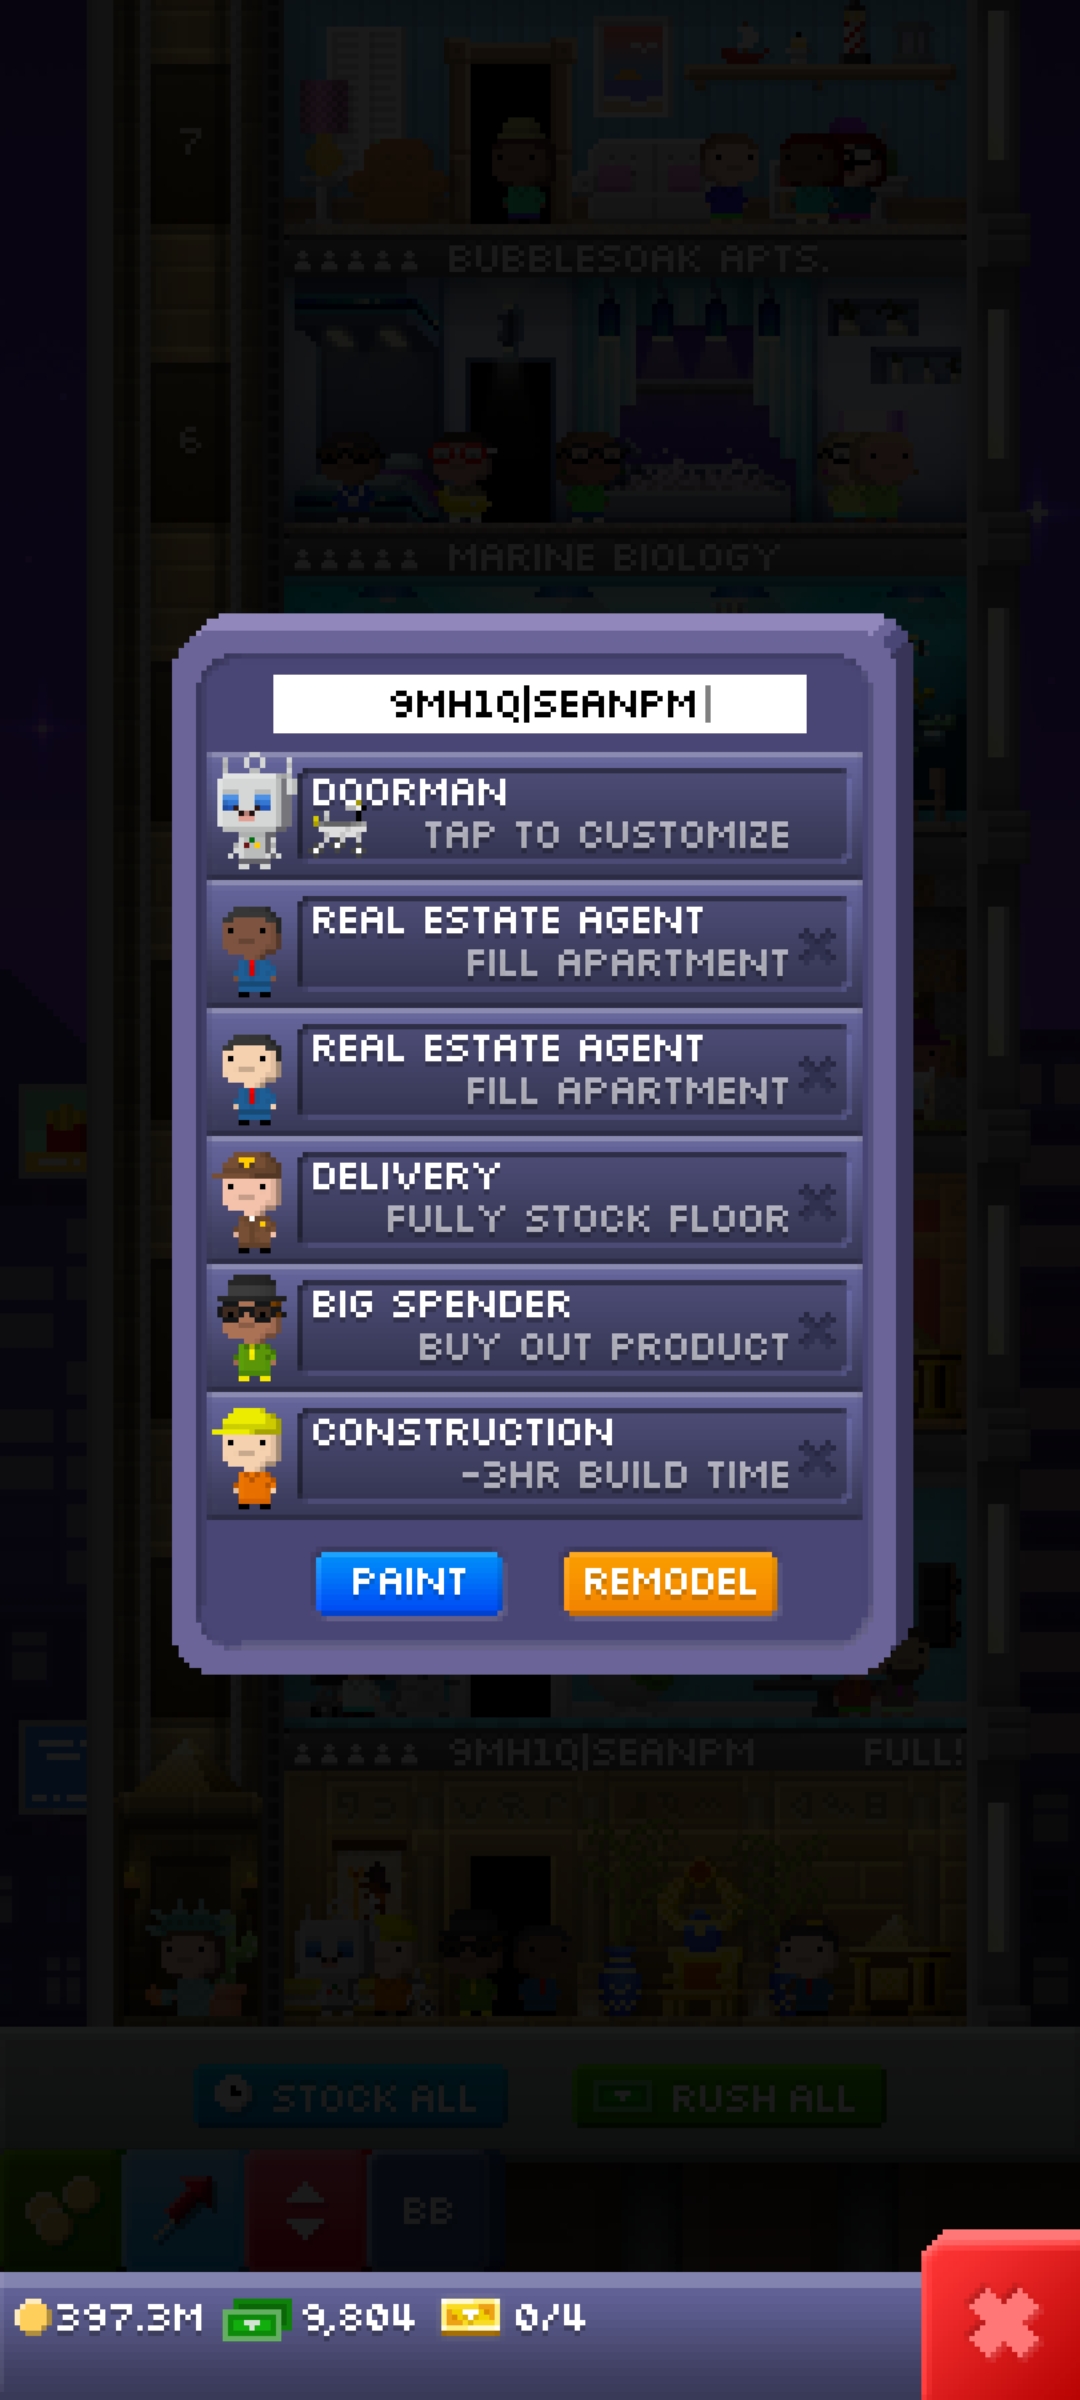 7
BUBBLESOAK APTS.
6
MARINE BIOLOGY
9MH1Q|SEANPM
DOORMAN
TAP TO CUSTOMIZE
REAL ESTATE AGENT
FILL APARTMENT
REAL ESTATE AGENT
FILL APARTMENT
DELIVERY
FULLY STOCK FLOOR
BIG SPENDER
BUY OUT PRODUCT
CONSTRUCTION
-3HR BUILD TIME
PAINT REMODEL
9MH1Q|SEANPM FULL!
STOCK ALL RUSH ALL
BB
397.3M 9,804 0/4